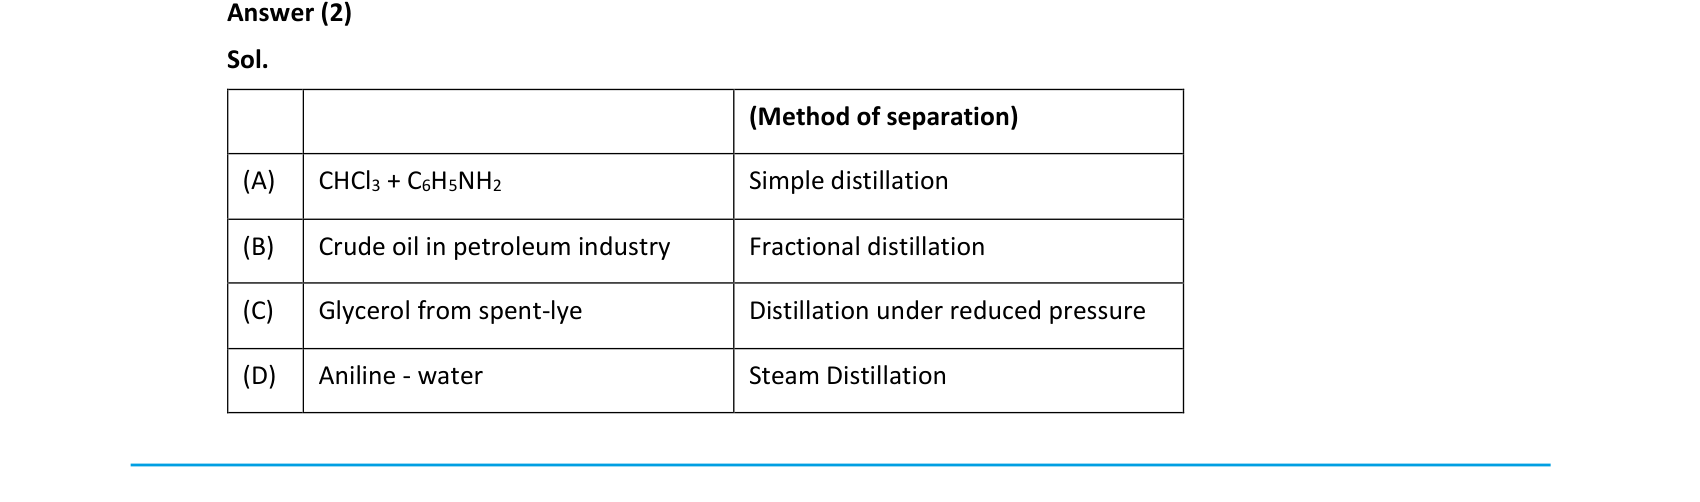 Answer (2)
Sol.
(Method of separation)
(A) CHCl₃ + C₆H₅NH₂ Simple distillation
(B) Crude oil in petroleum industry Fractional distillation
(C) Glycerol from spent-lye Distillation under reduced pressure
(D) Aniline - water Steam Distillation